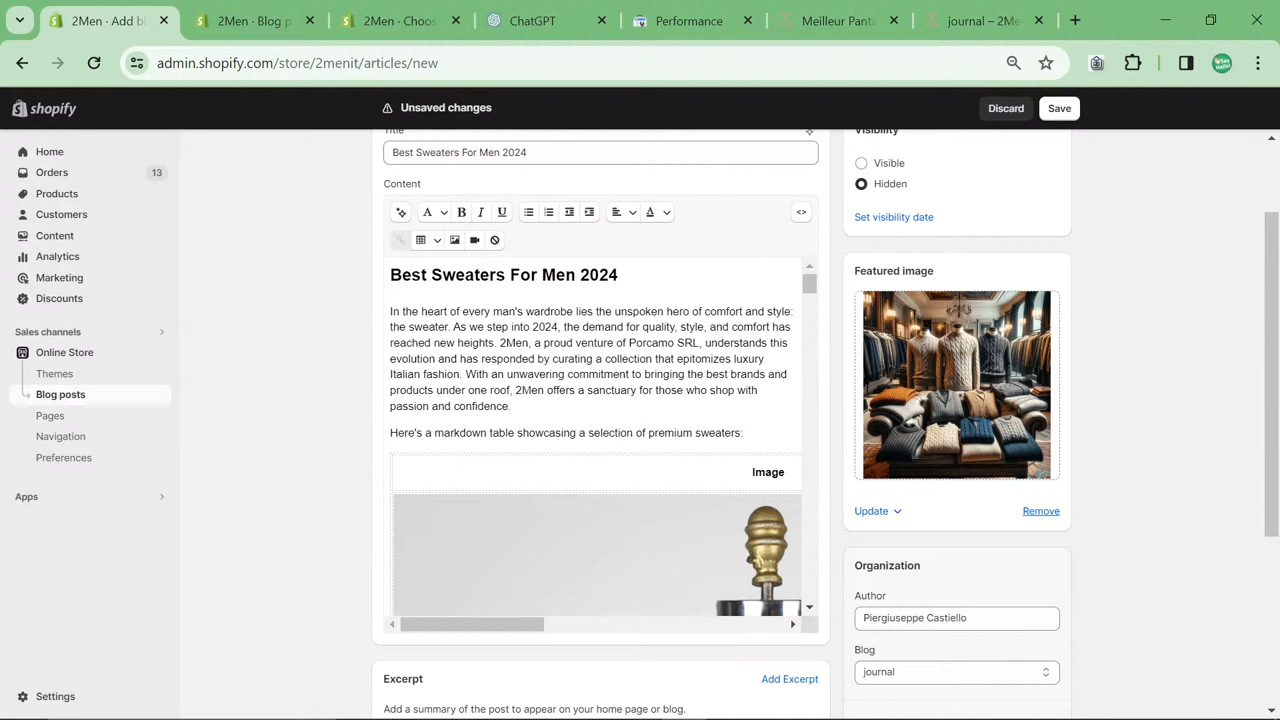 2Men - Add bl
2Men - Blog p
2Men - Choos
ChatGPT
Performance
Meilleur Panta
journal – 2Me
admin.shopify.com/store/2menit/articles/new
shopify
Unsaved changes
Discard
Save
Home
Orders
13
Products
Customers
Content
Analytics
Marketing
Discounts
Sales channels
Online Store
Themes
Blog posts
Pages
Navigation
Preferences
Apps
Settings
Title
Best Sweaters For Men 2024
Content
A
B
I
U
A
<>
Best Sweaters For Men 2024
In the heart of every man's wardrobe lies the unspoken hero of comfort and style:
the sweater. As we step into 2024, the demand for quality, style, and comfort has
reached new heights. 2Men, a proud venture of Porcamo SRL, understands this
evolution and has responded by curating a collection that epitomizes luxury
Italian fashion. With an unwavering commitment to bringing the best brands and
products under one roof, 2Men offers a sanctuary for those who shop with
passion and confidence.
Here's a markdown table showcasing a selection of premium sweaters:
Image
Excerpt
Add Excerpt
Add a summary of the post to appear on your home page or blog.
Visibility
Visible
Hidden
Set visibility date
Featured image
Update
Remove
Organization
Author
Piergiuseppe Castiello
Blog
journal